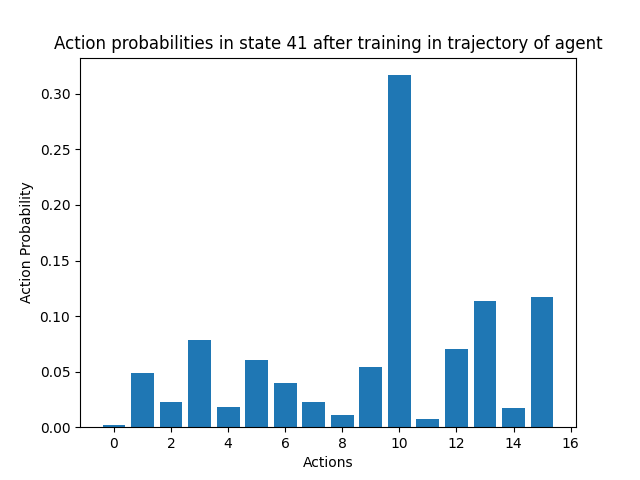 Action probabilities in state 41 after training in trajectory of agent
Action Probability
0.30
0.25
0.20
0.15
0.10
0.05
0.00
0 2 4 6 8 10 12 14 16
Actions